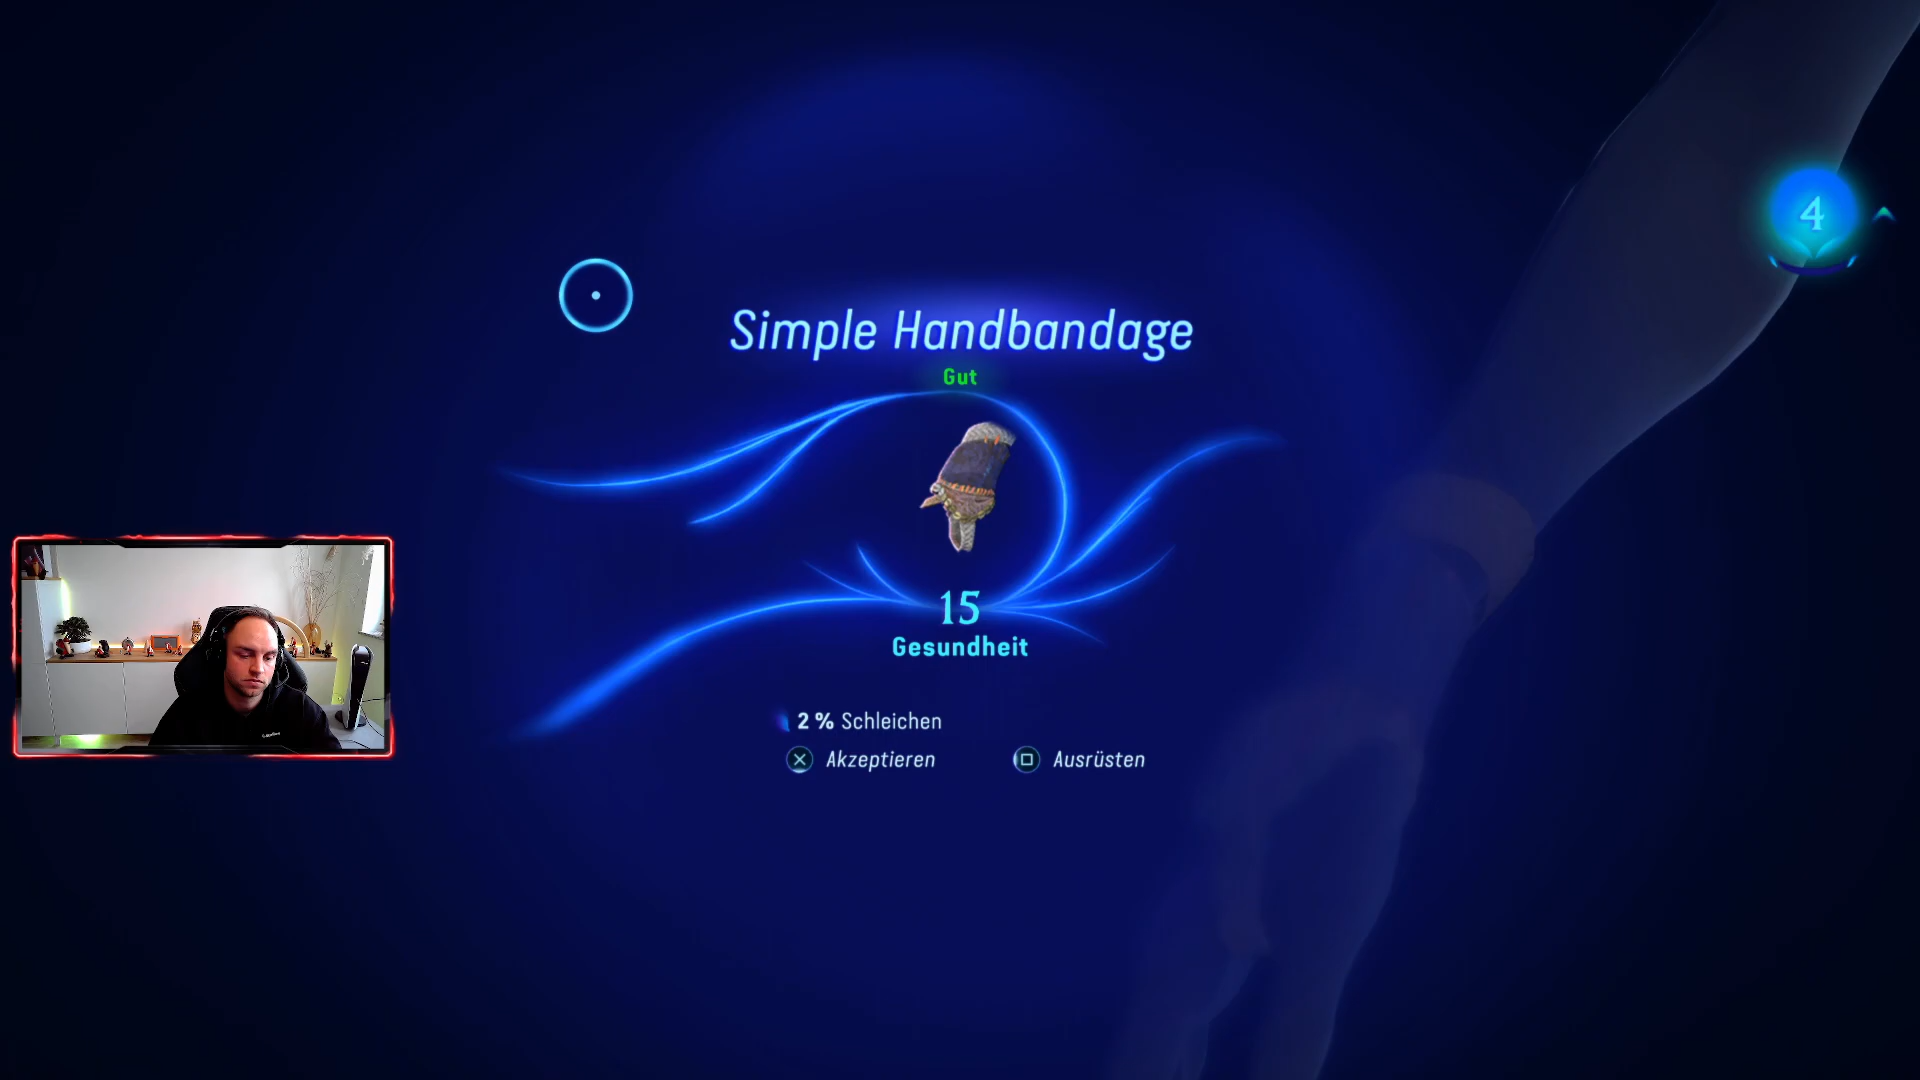 4
Simple Handbandage
Gut
15
Gesundheit
2 % Schleichen
Akzeptieren
Ausrüsten